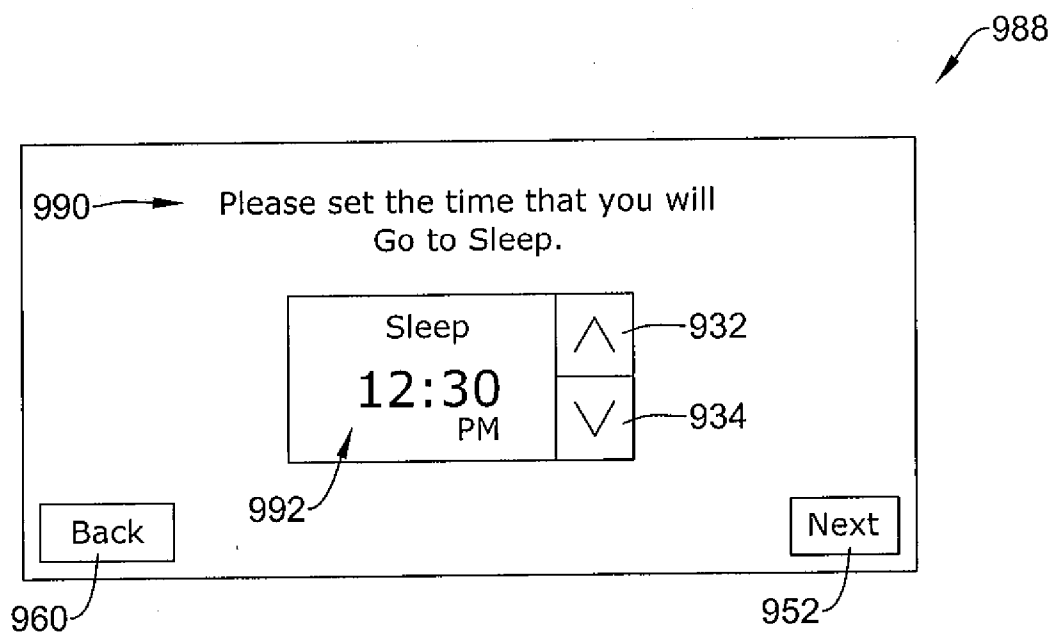 988
990
Please set the time that you will
Go to Sleep.
Sleep
932
12:30
PM
934
992
Back
Next
960
952